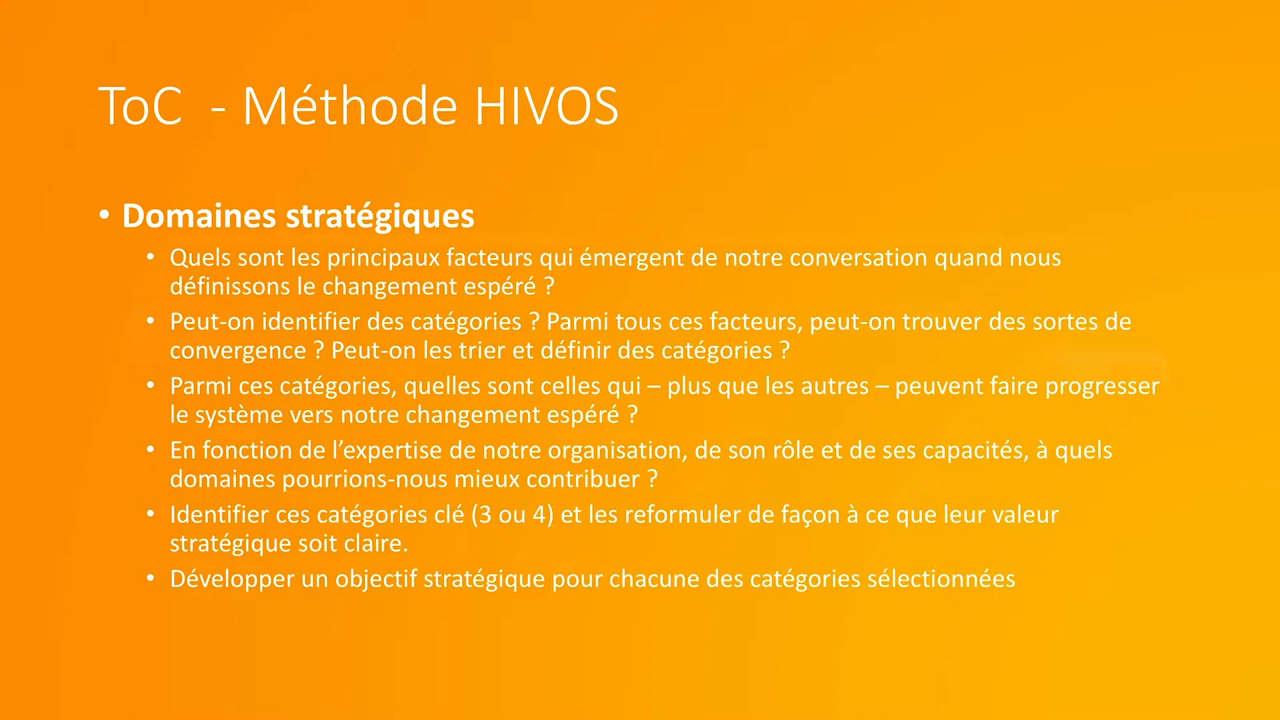 ToC - Méthode HIVOS
• Domaines stratégiques
• Quels sont les principaux facteurs qui émergent de notre conversation quand nous
définissons le changement espéré ?
• Peut-on identifier des catégories ? Parmi tous ces facteurs, peut-on trouver des sortes de
convergence ? Peut-on les trier et définir des catégories ?
• Parmi ces catégories, quelles sont celles qui – plus que les autres – peuvent faire progresser
le système vers notre changement espéré ?
• En fonction de l’expertise de notre organisation, de son rôle et de ses capacités, à quels
domaines pourrions-nous mieux contribuer ?
• Identifier ces catégories clé (3 ou 4) et les reformuler de façon à ce que leur valeur
stratégique soit claire.
• Développer un objectif stratégique pour chacune des catégories sélectionnées